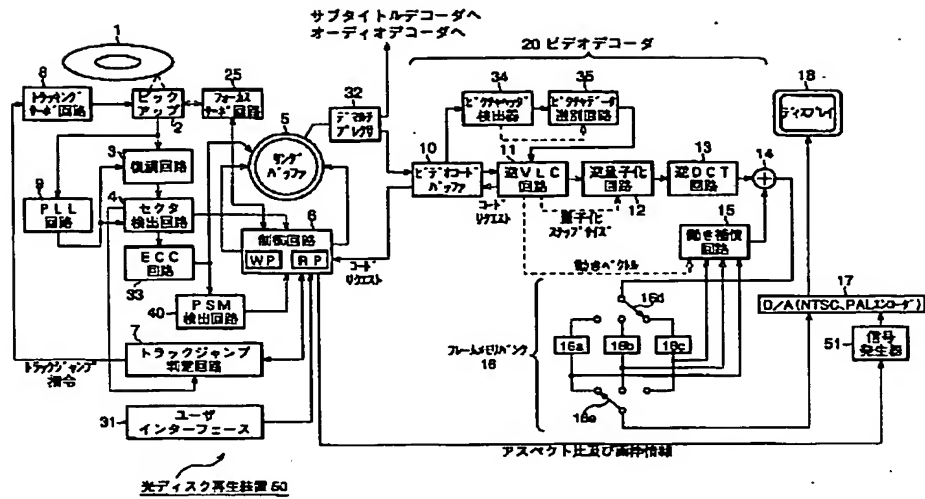 サブタイトルデコーダへ
オーディオデコーダへ
20 ビデオデコーダ
1
8
トラッキング
サーボ回路
ピック
アップ
2
25
フォーカス
サーボ回路
3
復調回路
9
PLL
回路
4
セクタ
検出回路
ECC
回路
33
PSM
検出回路
40
7
トラックジャンプ
判定回路
トラックジャンプ
指令
31
ユーザ
インターフェース
光ディスク再生装置 50
5
リングバッファ
6
制御回路
WP
RP
コード
リクエスト
32
デマルチ
プレクサ
10
ビデオコード
バッファ
34
ピクチャヘッダ
検出器
35
ピクチャデータ
選別回路
11
逆VLC
回路
コード
リクエスト
逆量子化
回路
12
量子化
ステップサイズ
13
逆DCT
回路
14
15
動き補償
回路
動きベクトル
フレームメモリバンク
16
16d
16a
16b
16c
16e
17
D/A(NTSC、PALエンコーダ)
18
ディスプレイ
51
信号
発生器
アスペクト比及び画枠情報